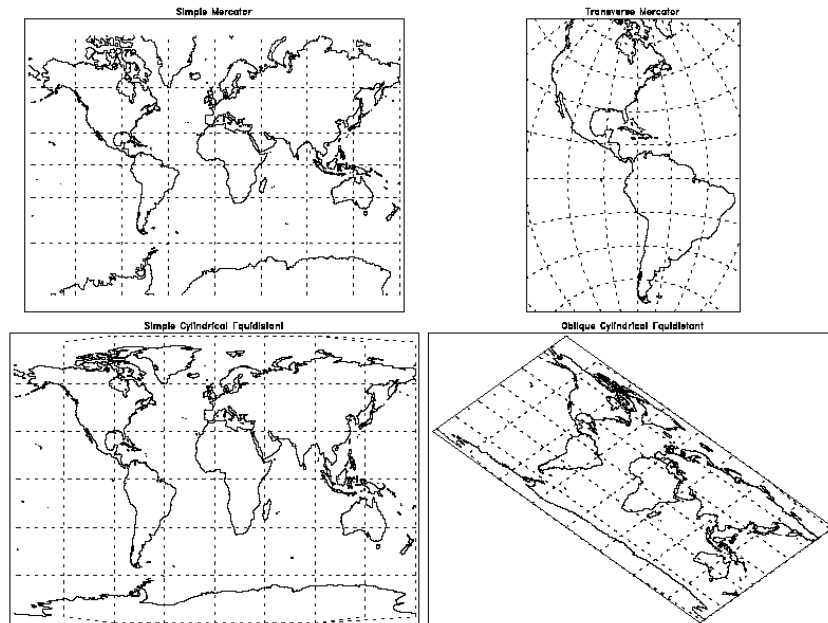 Simple Mercator
Transverse Mercator
Simple Cylindrical Equidistant
Oblique Cylindrical Equidistant